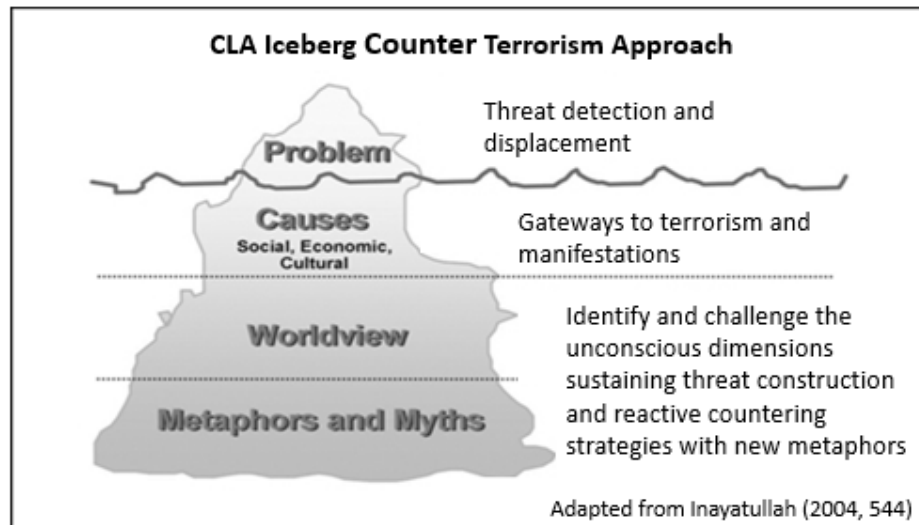 CLA Iceberg Counter Terrorism Approach
Threat detection and
displacement
Problem
Causes
Social, Economic,
Cultural
Gateways to terrorism and
manifestations
Worldview
Identify and challenge the
unconscious dimensions
sustaining threat construction
and reactive countering
strategies with new metaphors
Metaphors and Myths
Adapted from Inayatullah (2004, 544)